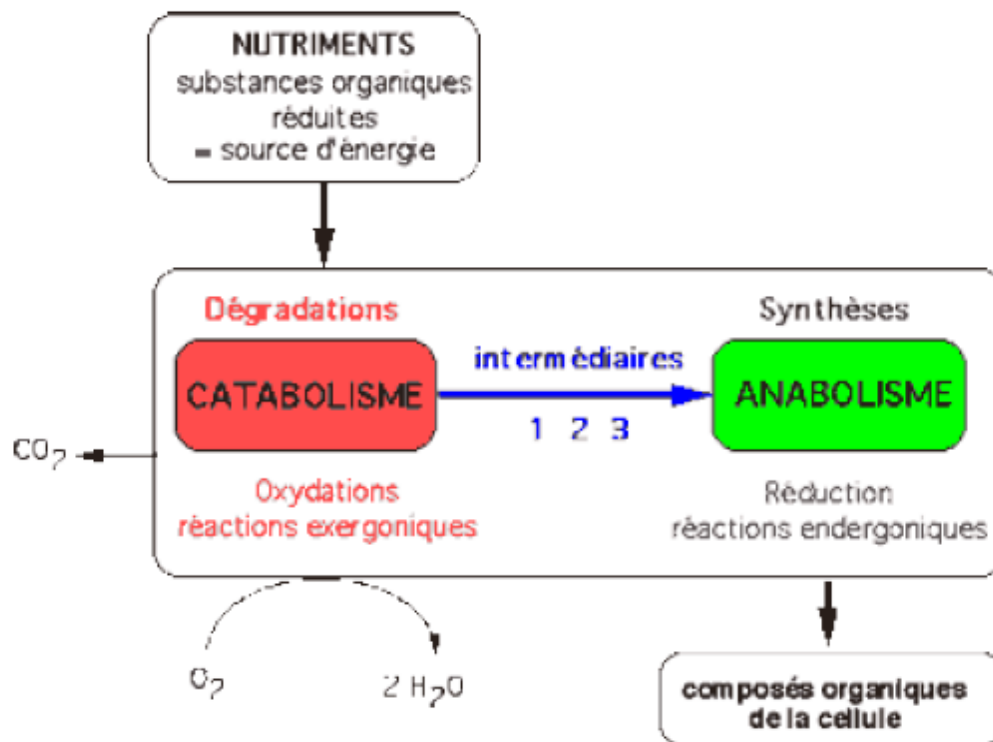 NUTRIMENTS
substances organiques
réduites
= source d'énergie
Dégradations
Synthèses
intermédiaires
CATABOLISME
ANABOLISME
1 2 3
CO₂
Oxydations
réactions exergoniques
Réduction
réactions endergoniques
O₂
2 H₂O
composés organiques
de la cellule